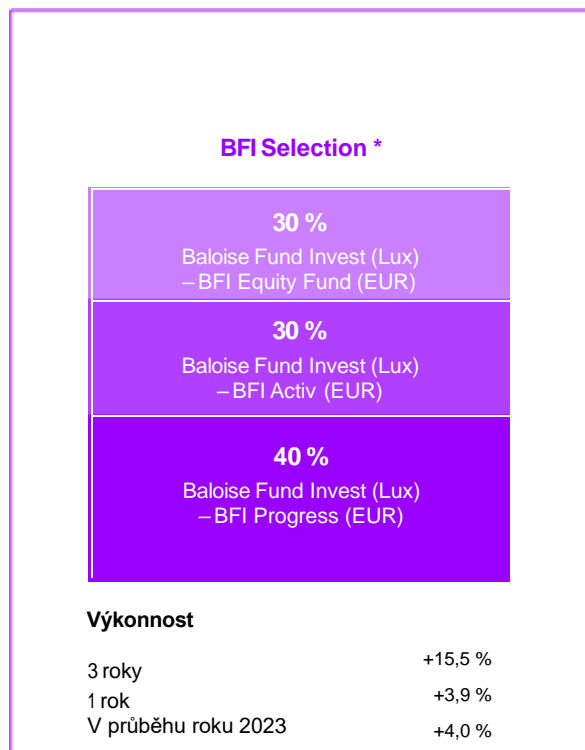 BFI Selection *
30 %
Baloise Fund Invest (Lux)
– BFI Equity Fund (EUR)
30 %
Baloise Fund Invest (Lux)
– BFI Activ (EUR)
40 %
Baloise Fund Invest (Lux)
– BFI Progress (EUR)
Výkonnost
3 roky +15,5 %
1 rok +3,9 %
V průběhu roku 2023 +4,0 %